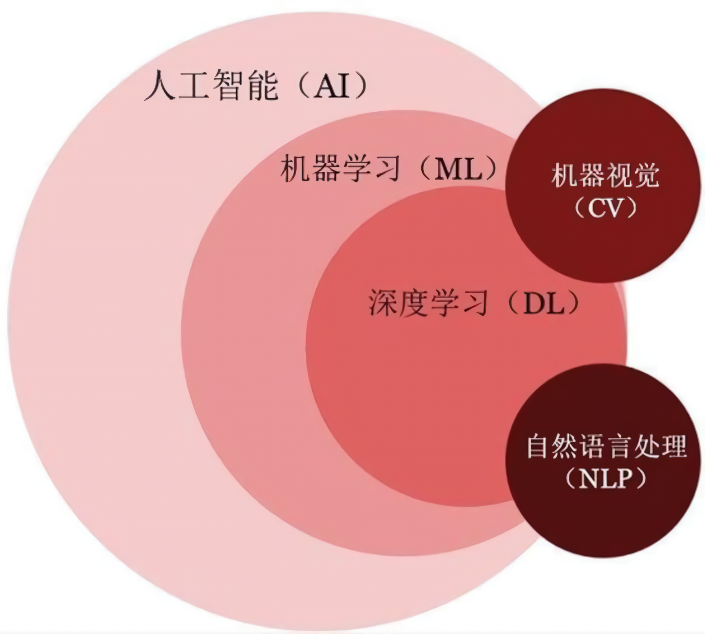 人工智能（AI）
机器学习（ML）
机器视觉
（CV）
深度学习（DL）
自然语言处理
（NLP）